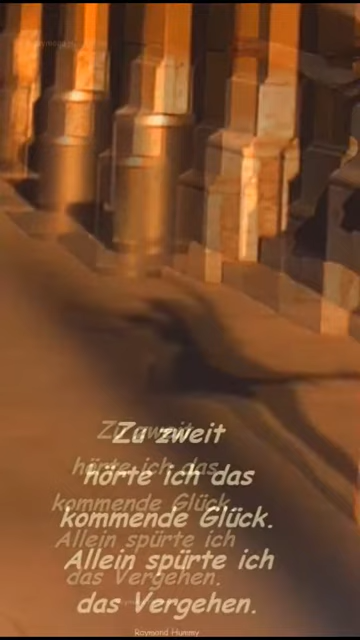 Zu zweit
hörte ich das
kommende Glück.
Allein spürte ich
das Vergehen.
Raymond Hummy